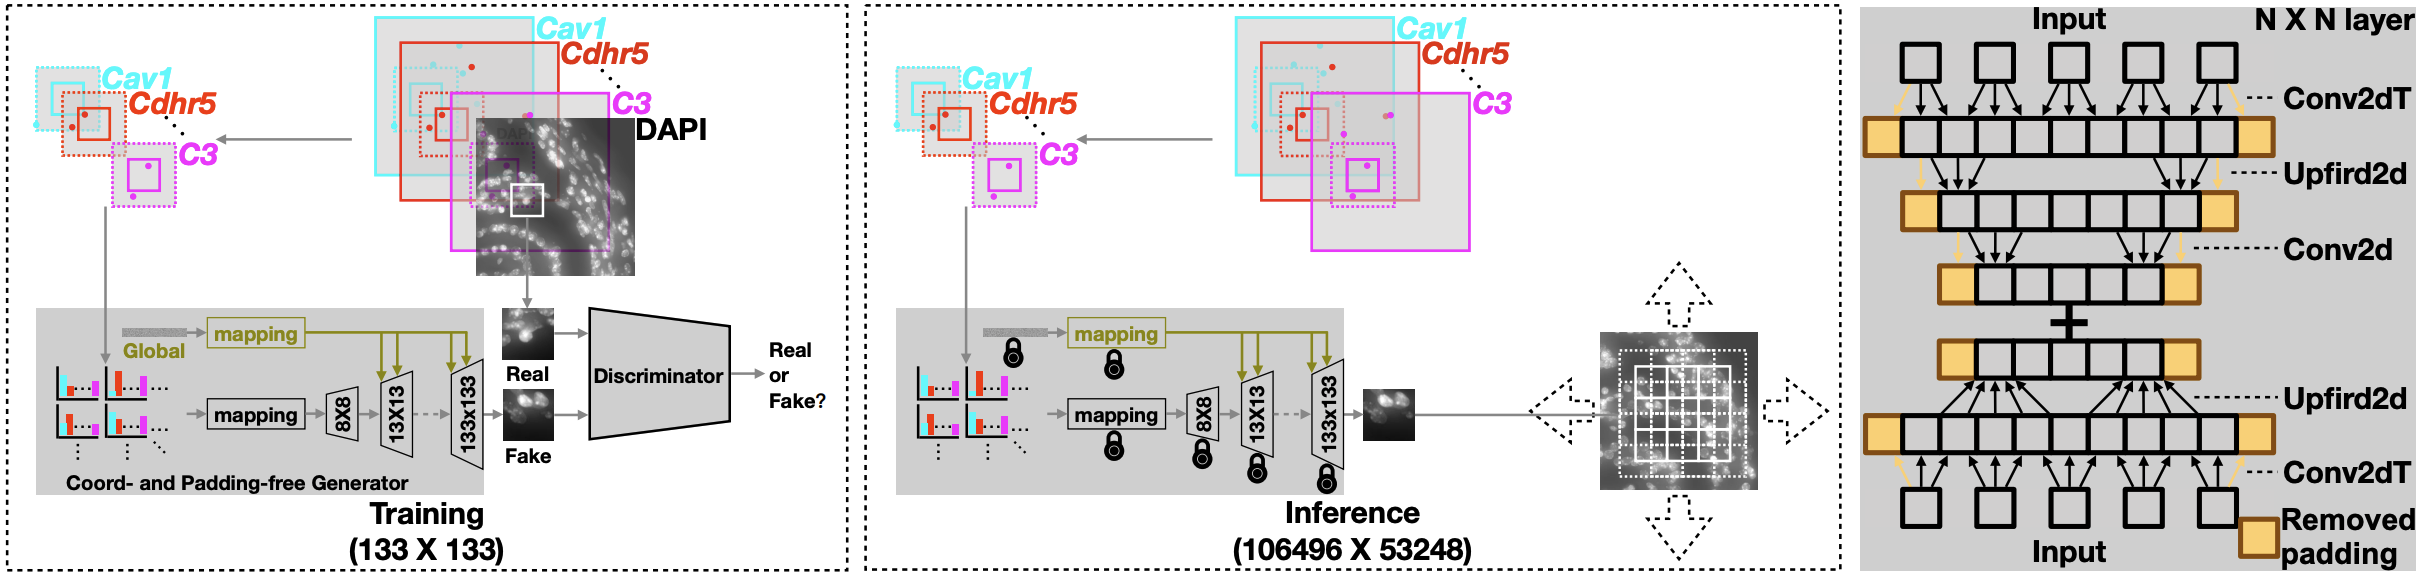 Cav1
Cdhr5
C3
DAPI
Cav1
Cdhr5
C3
Global
mapping
mapping
8X8
13X13
133x133
Coord- and Padding-free Generator
Real
Fake
Discriminator
Real
or
Fake?
Training
(133 X 133)
Cav1
Cdhr5
C3
Cav1
Cdhr5
C3
mapping
mapping
8X8
13X13
133x133
Inference
(106496 X 53248)
Input
N X N layer
Conv2dT
Upfird2d
Conv2d
+
Upfird2d
Conv2dT
Input
Removed
padding